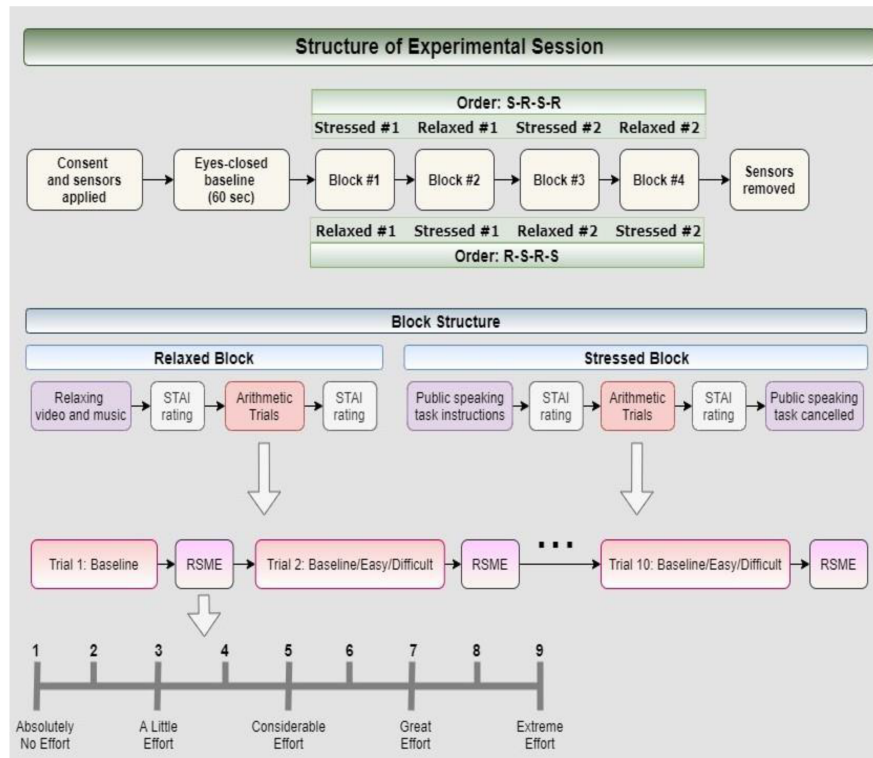 Structure of Experimental Session
Order: S-R-S-R
Stressed #1 Relaxed #1 Stressed #2 Relaxed #2
Consent
and sensors
applied
Eyes-closed
baseline
(60 sec)
Block #1
Block #2
Block #3
Block #4
Sensors
removed
Relaxed #1 Stressed #1 Relaxed #2 Stressed #2
Order: R-S-R-S
Block Structure
Relaxed Block
Relaxing
video and music
STAI
rating
Arithmetic
Trials
STAI
rating
Stressed Block
Public speaking
task instructions
STAI
rating
Arithmetic
Trials
STAI
rating
Public speaking
task cancelled
Trial 1: Baseline
RSME
Trial 2: Baseline/Easy/Difficult
RSME
...
Trial 10: Baseline/Easy/Difficult
RSME
1 2 3 4 5 6 7 8 9
Absolutely
No Effort
A Little
Effort
Considerable
Effort
Great
Effort
Extreme
Effort